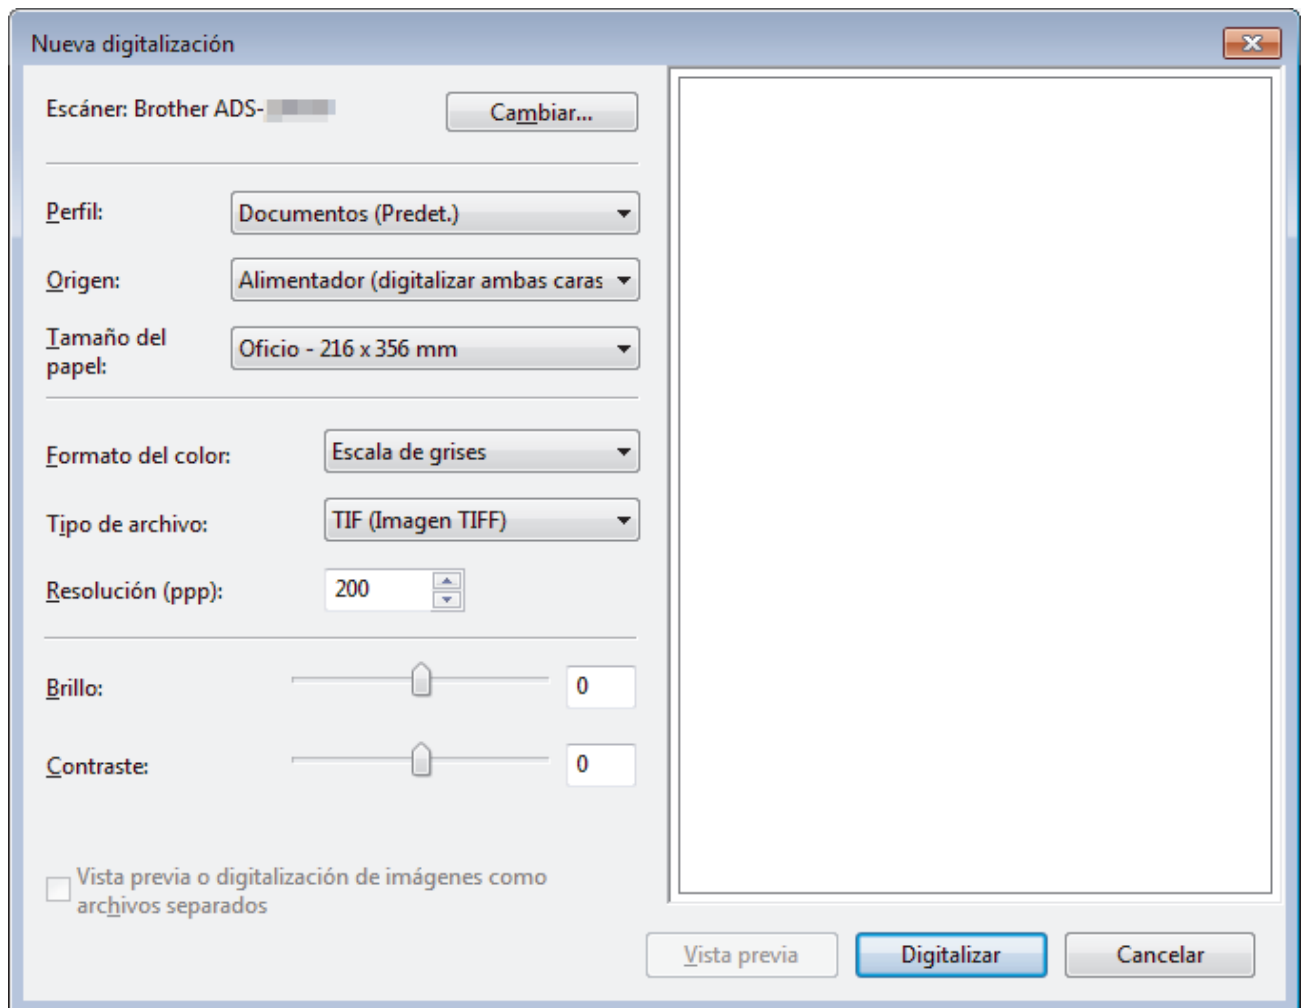 Nueva digitalización
Escáner: Brother ADS-
Cambiar...
Perfil:
Documentos (Predet.)
Origen:
Alimentador (digitalizar ambas caras
Tamaño del
papel:
Oficio - 216 x 356 mm
Formato del color:
Escala de grises
Tipo de archivo:
TIF (Imagen TIFF)
Resolución (ppp):
200
Brillo:
0
Contraste:
0
Vista previa o digitalización de imágenes como
archivos separados
Vista previa
Digitalizar
Cancelar